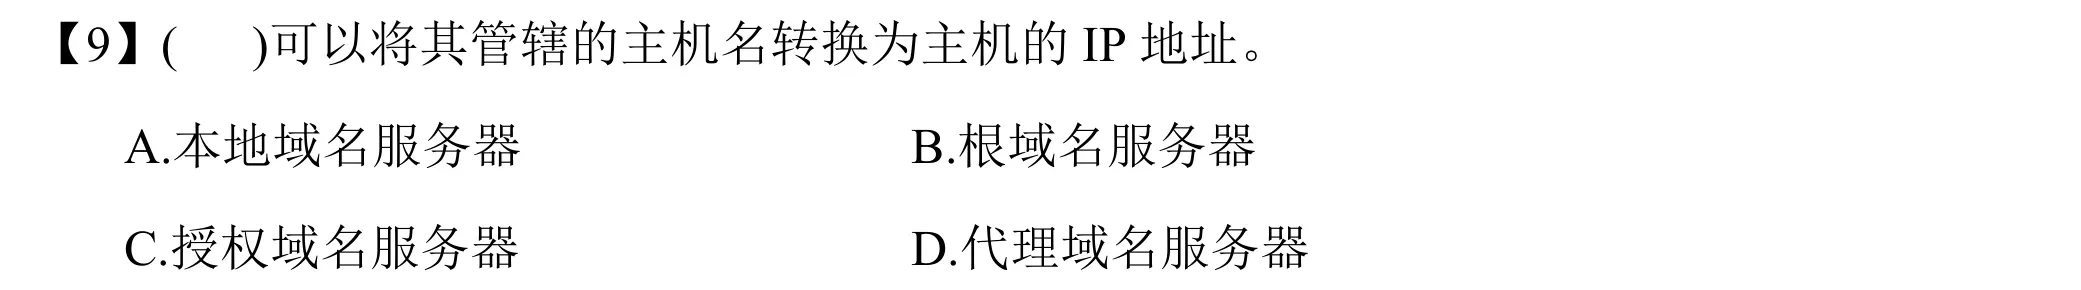 【9】(  )可以将其管辖的主机名转换为主机的 IP 地址。
A.本地域名服务器 B.根域名服务器
C.授权域名服务器 D.代理域名服务器